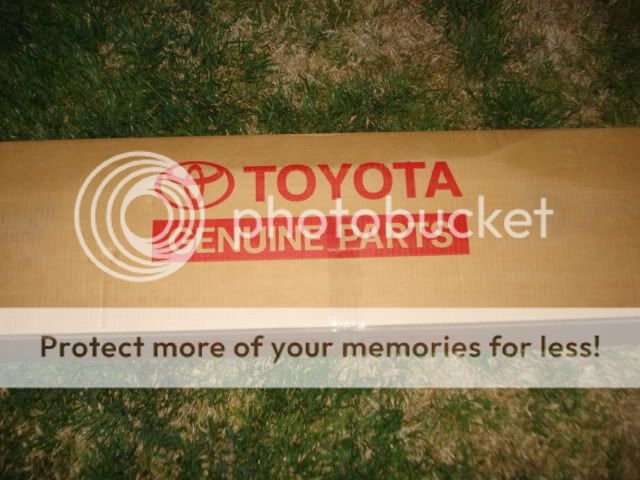 TOYOTA
photobucket
GENUINE PARTS
Protect more of your memories for less!